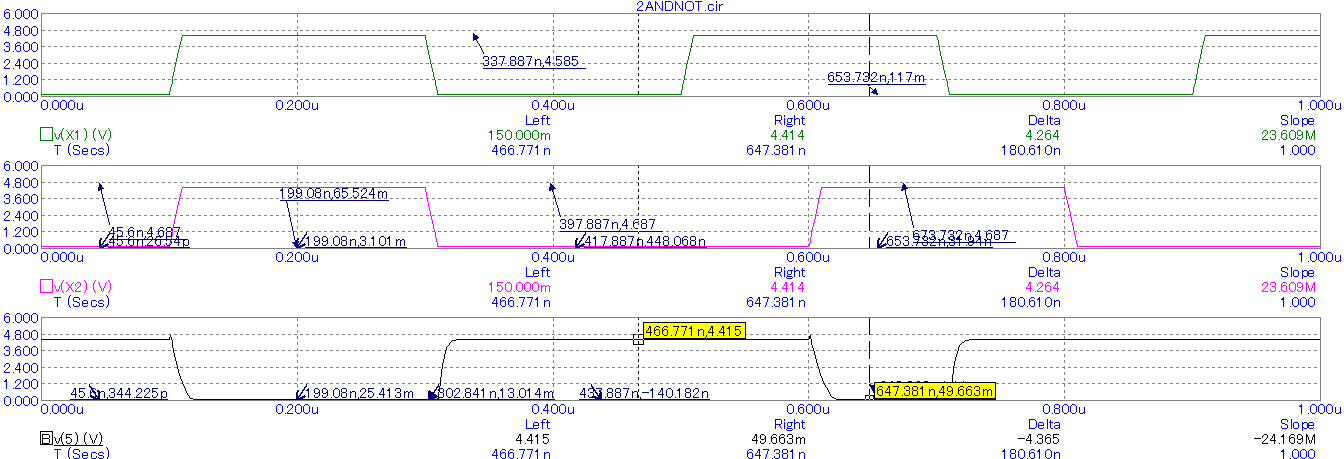 2ANDNOT.cir
6.000
4.800
3.600
2.400
1.200
0.000
337.887n,4.585
653.732n,117m
0.000u 0.200u 0.400u 0.600u 0.800u 1.000u
Left Right Delta Slope
v(X1) (V) 150.000m 4.414 4.264 23.609M
T (Secs) 466.771n 647.381n 180.610n 1.000
6.000
4.800
3.600
2.400
1.200
0.000
199.08n,65.524m
45.6n,4.687
397.887n,4.687
673.732n,4.687
199.08n,3.101m
417.887n,448.068n
0.000u 0.200u 0.400u 0.600u 0.800u 1.000u
Left Right Delta Slope
v(X2) (V) 150.000m 4.414 4.264 23.609M
T (Secs) 466.771n 647.381n 180.610n 1.000
6.000
4.800
3.600
2.400
1.200
0.000
466.771n,4.415
45.6n,344.225p
199.08n,25.413m
302.841n,13.014m
437.887n,-140.182n
647.381n,49.663m
0.000u 0.200u 0.400u 0.600u 0.800u 1.000u
Left Right Delta Slope
B v(5) (V) 4.415 49.663m -4.365 -24.169M
T (Secs) 466.771n 647.381n 180.610n 1.000